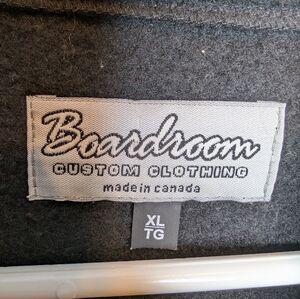 Boardroom
CUSTOM CLOTHING
made in canada
XL
TG